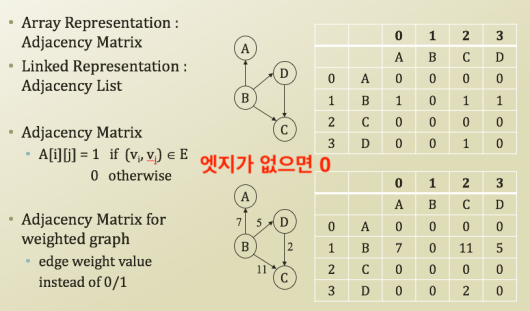 • Array Representation :
Adjacency Matrix
• Linked Representation :
Adjacency List
• Adjacency Matrix
• A[i][j] = 1 if (vᵢ, vⱼ) ∈ E
0 otherwise
엣지가 없으면 0
• Adjacency Matrix for
weighted graph
• edge weight value
instead of 0/1
A
D
B
C
0 1 2 3
A B C D
0 A 0 0 0 0
1 B 1 0 1 1
2 C 0 0 0 0
3 D 0 0 1 0
A
7 5 D
B 2
11 C
0 1 2 3
A B C D
0 A 0 0 0 0
1 B 7 0 11 5
2 C 0 0 0 0
3 D 0 0 2 0